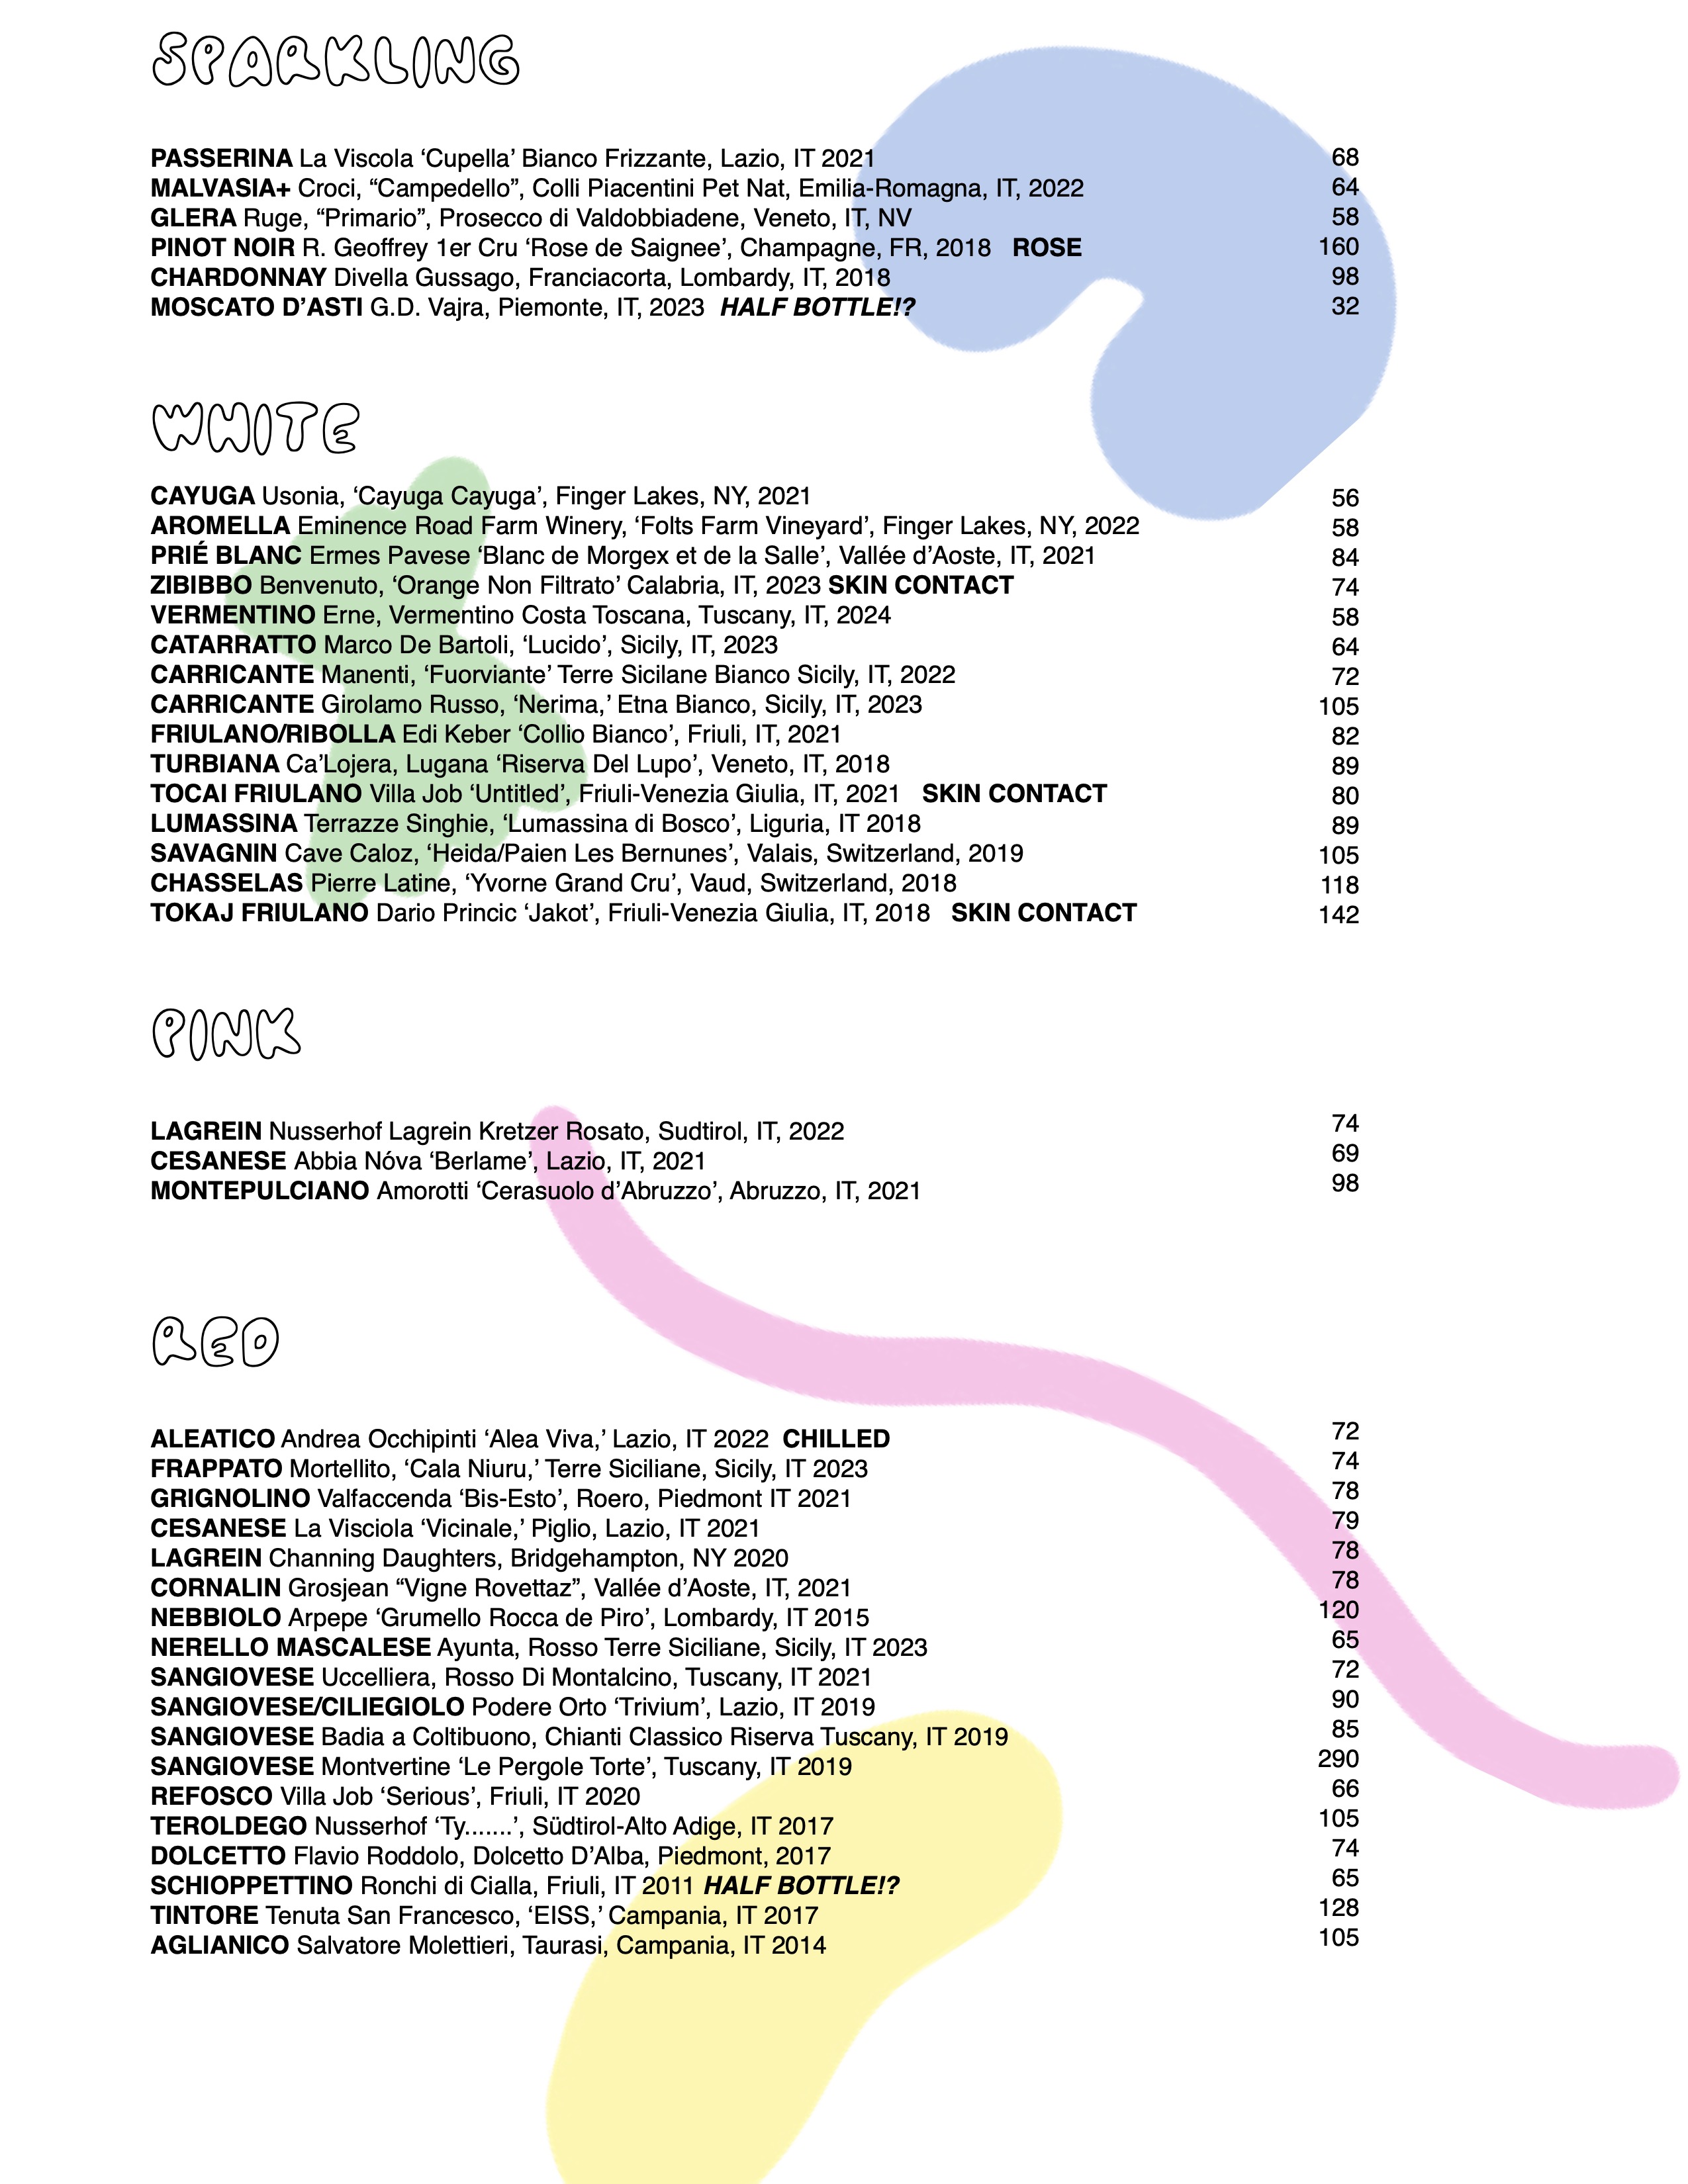 SPARKLING
PASSERINA La Viscola ‘Cupella’ Bianco Frizzante, Lazio, IT 2021 68
MALVASIA+ Croci, “Campedello”, Colli Piacentini Pet Nat, Emilia-Romagna, IT, 2022 64
GLERA Ruge, “Primario”, Prosecco di Valdobbiadene, Veneto, IT, NV 58
PINOT NOIR R. Geoffrey 1er Cru ‘Rose de Saignee’, Champagne, FR, 2018 ROSE 160
CHARDONNAY Divella Gussago, Franciacorta, Lombardy, IT, 2018 98
MOSCATO D’ASTI G.D. Vajra, Piemonte, IT, 2023 HALF BOTTLE!? 32
WHITE
CAYUGA Usonia, ‘Cayuga Cayuga’, Finger Lakes, NY, 2021 56
AROMELLA Eminence Road Farm Winery, ‘Folts Farm Vineyard’, Finger Lakes, NY, 2022 58
PRIÉ BLANC Ermes Pavese ‘Blanc de Morgex et de la Salle’, Vallée d’Aoste, IT, 2021 84
ZIBIBBO Benvenuto, ‘Orange Non Filtrato’ Calabria, IT, 2023 SKIN CONTACT 74
VERMENTINO Erne, Vermentino Costa Toscana, Tuscany, IT, 2024 58
CATARRATTO Marco De Bartoli, ‘Lucido’, Sicily, IT, 2023 64
CARRICANTE Manenti, ‘Fuorviante’ Terre Sicilane Bianco Sicily, IT, 2022 72
CARRICANTE Girolamo Russo, ‘Nerima,’ Etna Bianco, Sicily, IT, 2023 105
FRIULANO/RIBOLLA Edi Keber ‘Collio Bianco’, Friuli, IT, 2021 82
TURBIANA Ca’Lojera, Lugana ‘Riserva Del Lupo’, Veneto, IT, 2018 89
TOCAI FRIULANO Villa Job ‘Untitled’, Friuli-Venezia Giulia, IT, 2021 SKIN CONTACT 80
LUMASSINA Terrazze Singhie, ‘Lumassina di Bosco’, Liguria, IT 2018 89
SAVAGNIN Cave Caloz, ‘Heida/Paien Les Bernunes’, Valais, Switzerland, 2019 105
CHASSELAS Pierre Latine, ‘Yvorne Grand Cru’, Vaud, Switzerland, 2018 118
TOKAJ FRIULANO Dario Princic ‘Jakot’, Friuli-Venezia Giulia, IT, 2018 SKIN CONTACT 142
PINK
LAGREIN Nusserhof Lagrein Kretzer Rosato, Sudtirol, IT, 2022 74
CESANESE Abbia Nóva ‘Berlame’, Lazio, IT, 2021 69
MONTEPULCIANO Amorotti ‘Cerasuolo d’Abruzzo’, Abruzzo, IT, 2021 98
RED
ALEATICO Andrea Occhipinti ‘Alea Viva,’ Lazio, IT 2022 CHILLED 72
FRAPPATO Mortellito, ‘Cala Niuru,’ Terre Siciliane, Sicily, IT 2023 74
GRIGNOLINO Valfaccenda ‘Bis-Esto’, Roero, Piedmont IT 2021 78
CESANESE La Visciola ‘Vicinale,’ Piglio, Lazio, IT 2021 79
LAGREIN Channing Daughters, Bridgehampton, NY 2020 78
CORNALIN Grosjean “Vigne Rovettaz”, Vallée d’Aoste, IT, 2021 78
NEBBIOLO Arpepe ‘Grumello Rocca de Piro’, Lombardy, IT 2015 120
NERELLO MASCALESE Ayunta, Rosso Terre Siciliane, Sicily, IT 2023 65
SANGIOVESE Uccelliera, Rosso Di Montalcino, Tuscany, IT 2021 72
SANGIOVESE/CILIEGIOLO Podere Orto ‘Trivium’, Lazio, IT 2019 90
SANGIOVESE Badia a Coltibuono, Chianti Classico Riserva Tuscany, IT 2019 85
SANGIOVESE Montvertine ‘Le Pergole Torte’, Tuscany, IT 2019 290
REFOSCO Villa Job ‘Serious’, Friuli, IT 2020 66
TEROLDEGO Nusserhof ‘Ty.......’, Südtirol-Alto Adige, IT 2017 105
DOLCETTO Flavio Roddolo, Dolcetto D’Alba, Piedmont, 2017 74
SCHIOPPETTINO Ronchi di Cialla, Friuli, IT 2011 HALF BOTTLE!? 65
TINTORE Tenuta San Francesco, ‘EISS,’ Campania, IT 2017 128
AGLIANICO Salvatore Molettieri, Taurasi, Campania, IT 2014 105